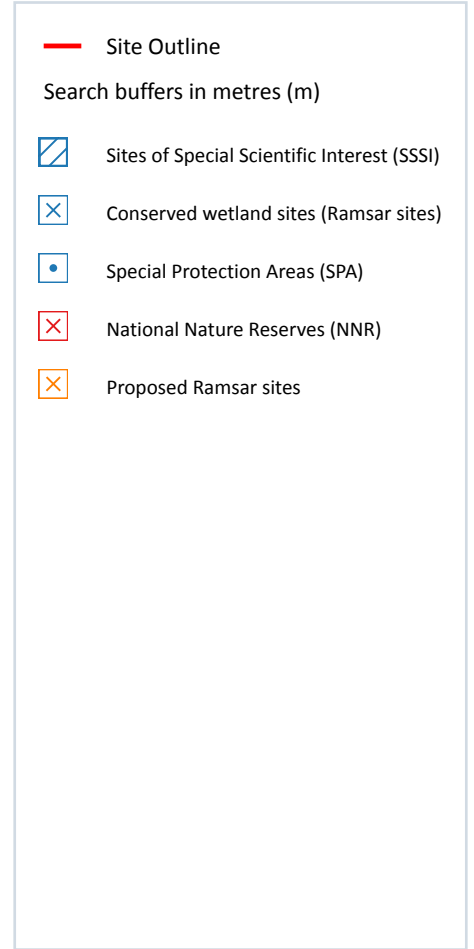 Site Outline
Search buffers in metres (m)
Sites of Special Scientific Interest (SSSI)
Conserved wetland sites (Ramsar sites)
Special Protection Areas (SPA)
National Nature Reserves (NNR)
Proposed Ramsar sites